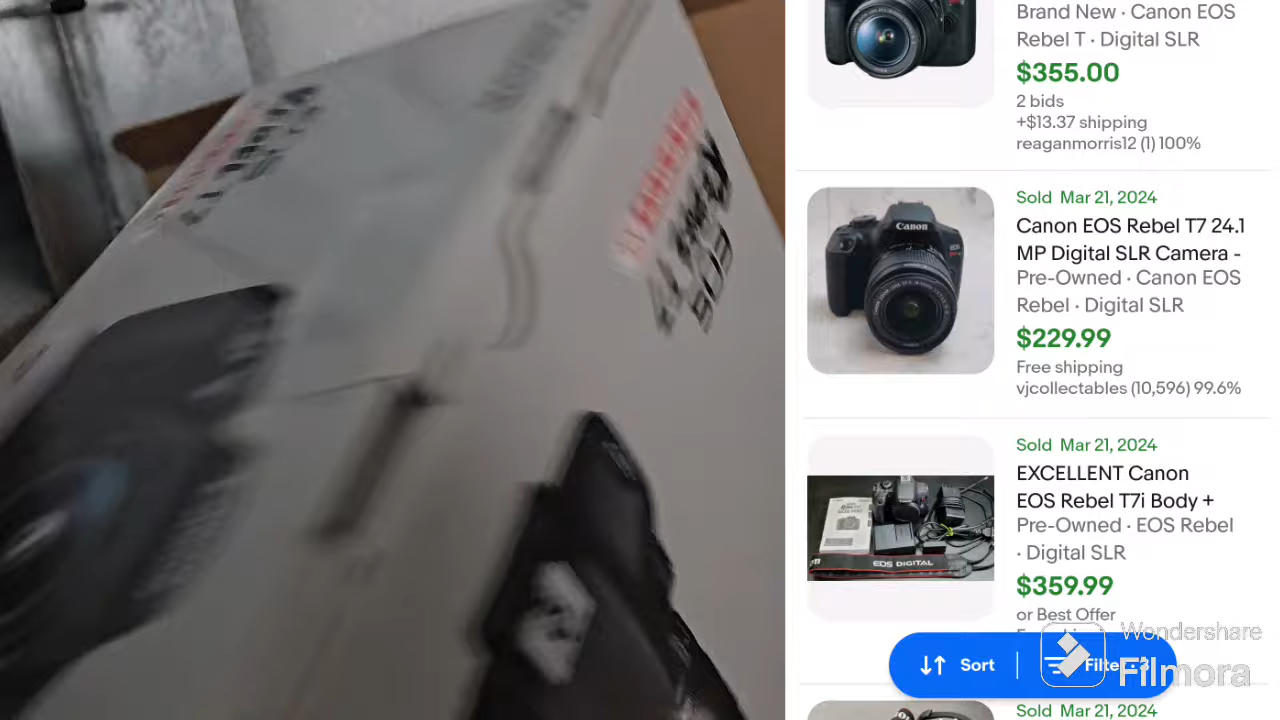 Brand New · Canon EOS
Rebel T · Digital SLR
$355.00
2 bids
+$13.37 shipping
reaganmorris12 (1) 100%
Sold Mar 21, 2024
Canon EOS Rebel T7 24.1
MP Digital SLR Camera -
Pre-Owned · Canon EOS
Rebel · Digital SLR
$229.99
Free shipping
vjcollectables (10,596) 99.6%
Canon
Sold Mar 21, 2024
EXCELLENT Canon
EOS Rebel T7i Body +
Pre-Owned · EOS Rebel
· Digital SLR
$359.99
or Best Offer
EOS DIGITAL
Sort
Wondershare
Filmora
Sold Mar 21, 2024